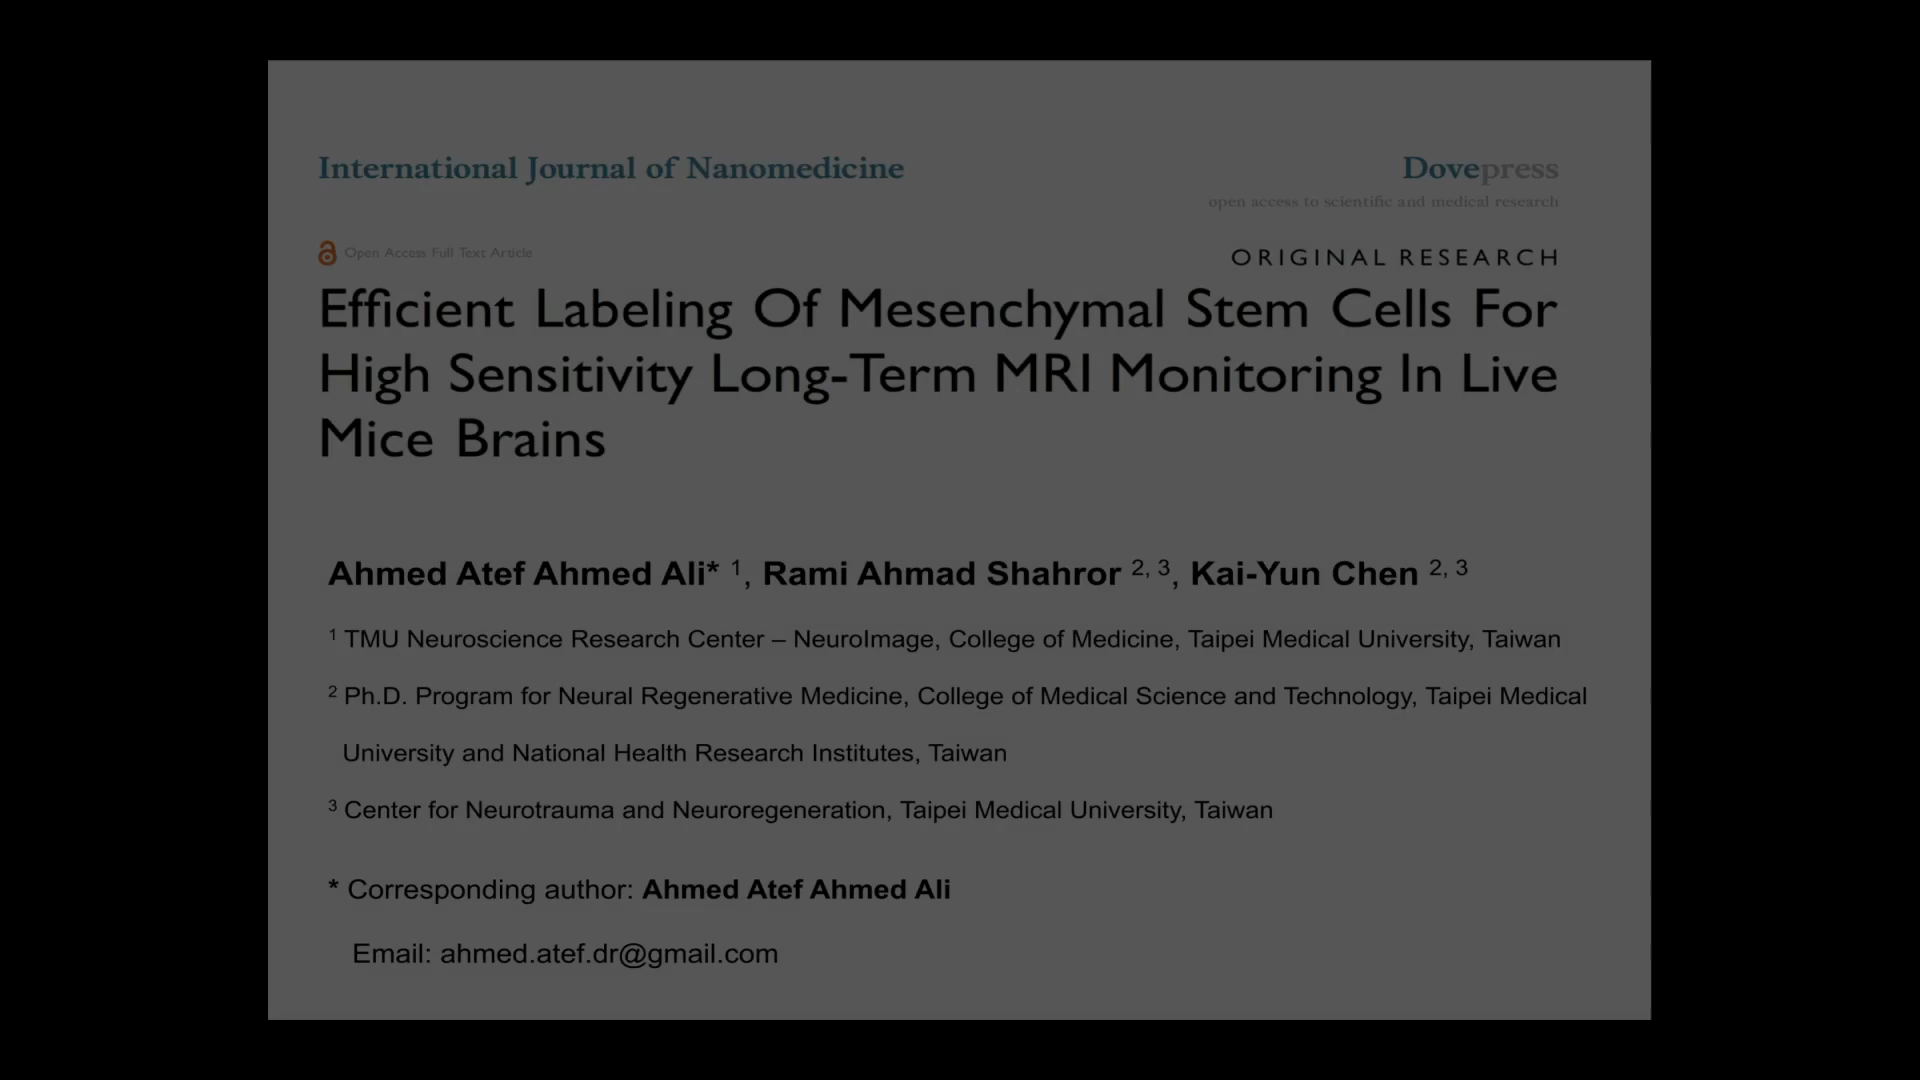 International Journal of Nanomedicine
Dovepress
open access to scientific and medical research
Open Access Full Text Article
ORIGINAL RESEARCH
Efficient Labeling Of Mesenchymal Stem Cells For
High Sensitivity Long-Term MRI Monitoring In Live
Mice Brains
Ahmed Atef Ahmed Ali* 1, Rami Ahmad Shahror 2, 3, Kai-Yun Chen 2, 3
1 TMU Neuroscience Research Center – NeuroImage, College of Medicine, Taipei Medical University, Taiwan
2 Ph.D. Program for Neural Regenerative Medicine, College of Medical Science and Technology, Taipei Medical
University and National Health Research Institutes, Taiwan
3 Center for Neurotrauma and Neuroregeneration, Taipei Medical University, Taiwan
* Corresponding author: Ahmed Atef Ahmed Ali
Email: ahmed.atef.dr@gmail.com